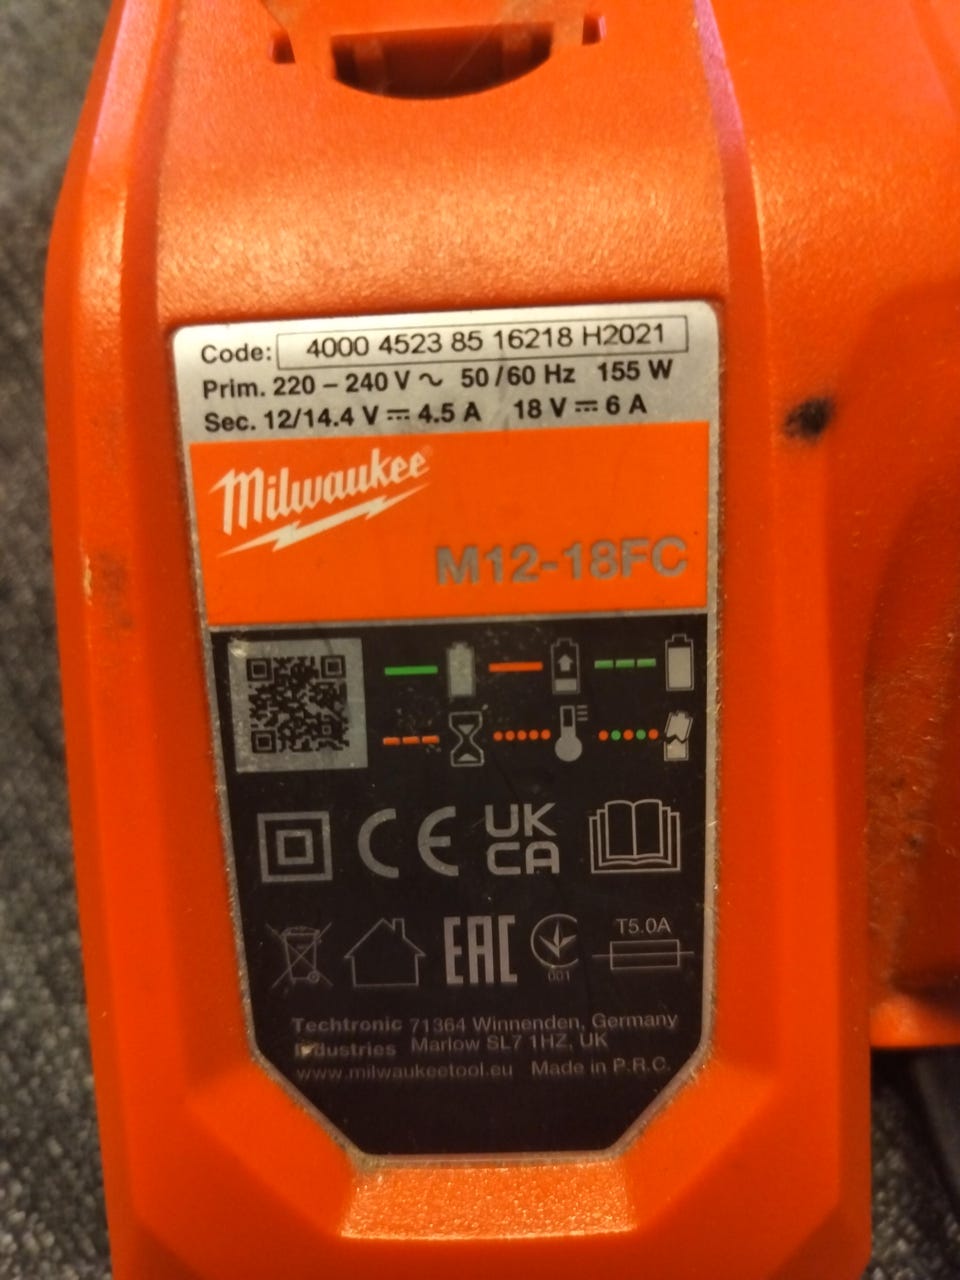 Code: 4000 4523 85 16218 H2021
Prim. 220 – 240 V ~ 50/60 Hz 155 W
Sec. 12/14.4 V ⎓ 4.5 A 18 V ⎓ 6 A
Milwaukee
M12-18FC
CE
UK
CA
EAC
001
T5.0A
Techtronic 71364 Winnenden, Germany
Industries Marlow SL7 1HZ, UK
www.milwaukeetool.eu Made in P.R.C.